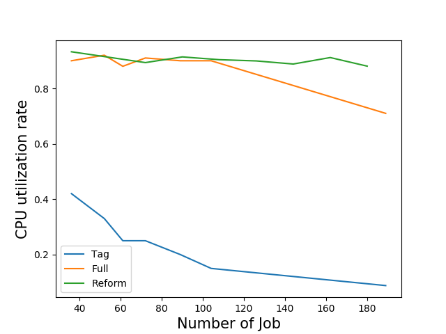 CPU utilization rate
0.8
0.6
0.4
0.2
Tag
Full
Reform
40 60 80 100 120 140 160 180
Number of Job